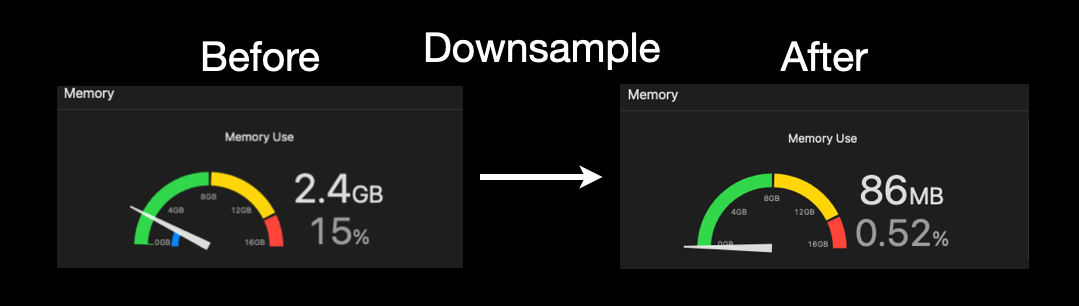 Before
Downsample
After
Memory
Memory Use
8GB
4GB
12GB
0GB
16GB
2.4GB
15%
Memory
Memory Use
8GB
4GB
12GB
0GB
16GB
86MB
0.52%